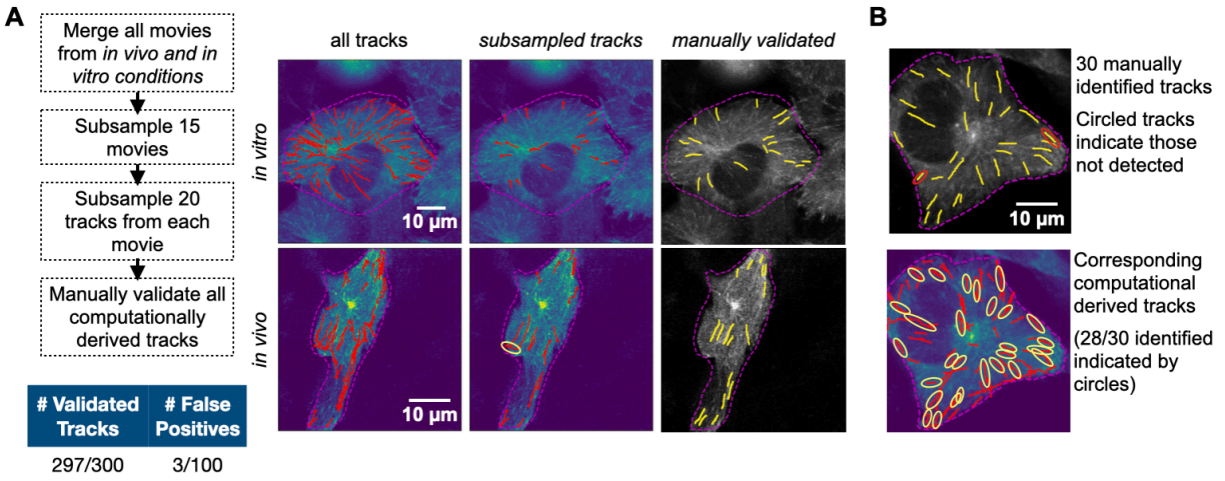 A
Merge all movies
from in vivo and in
vitro conditions
Subsample 15
movies
Subsample 20
tracks from each
movie
Manually validate all
computationally
derived tracks
# Validated
Tracks
# False
Positives
297/300
3/100
all tracks
subsampled tracks
manually validated
in vitro
10 μm
in vivo
10 μm
B
30 manually
identified tracks
Circled tracks
indicate those
not detected
10 μm
Corresponding
computational
derived tracks
(28/30 identified
indicated by
circles)